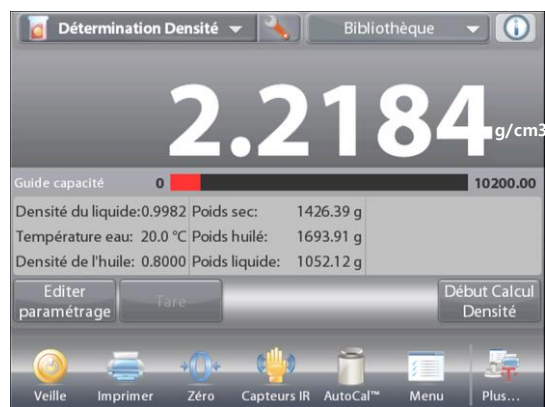 Détermination Densité
Bibliothèque
2.2184 g/cm3
Guide capacité 0 10200.00
Densité du liquide:0.9982 Poids sec: 1426.39 g
Température eau: 20.0 °C Poids huilé: 1693.91 g
Densité de l'huile: 0.8000 Poids liquide: 1052.12 g
Editer paramétrage
Tare
Début Calcul Densité
Veille Imprimer Zéro Capteurs IR AutoCal™ Menu Plus...